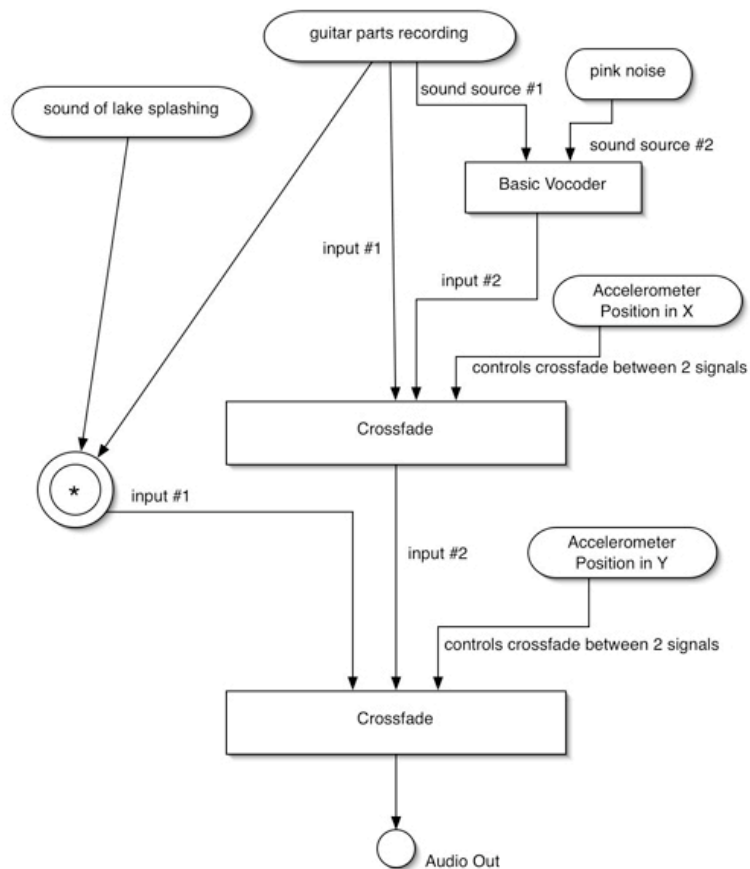 guitar parts recording
pink noise
sound of lake splashing
sound source #1
sound source #2
Basic Vocoder
input #1
input #2
Accelerometer
Position in X
controls crossfade between 2 signals
Crossfade
*
input #1
input #2
Accelerometer
Position in Y
controls crossfade between 2 signals
Crossfade
Audio Out